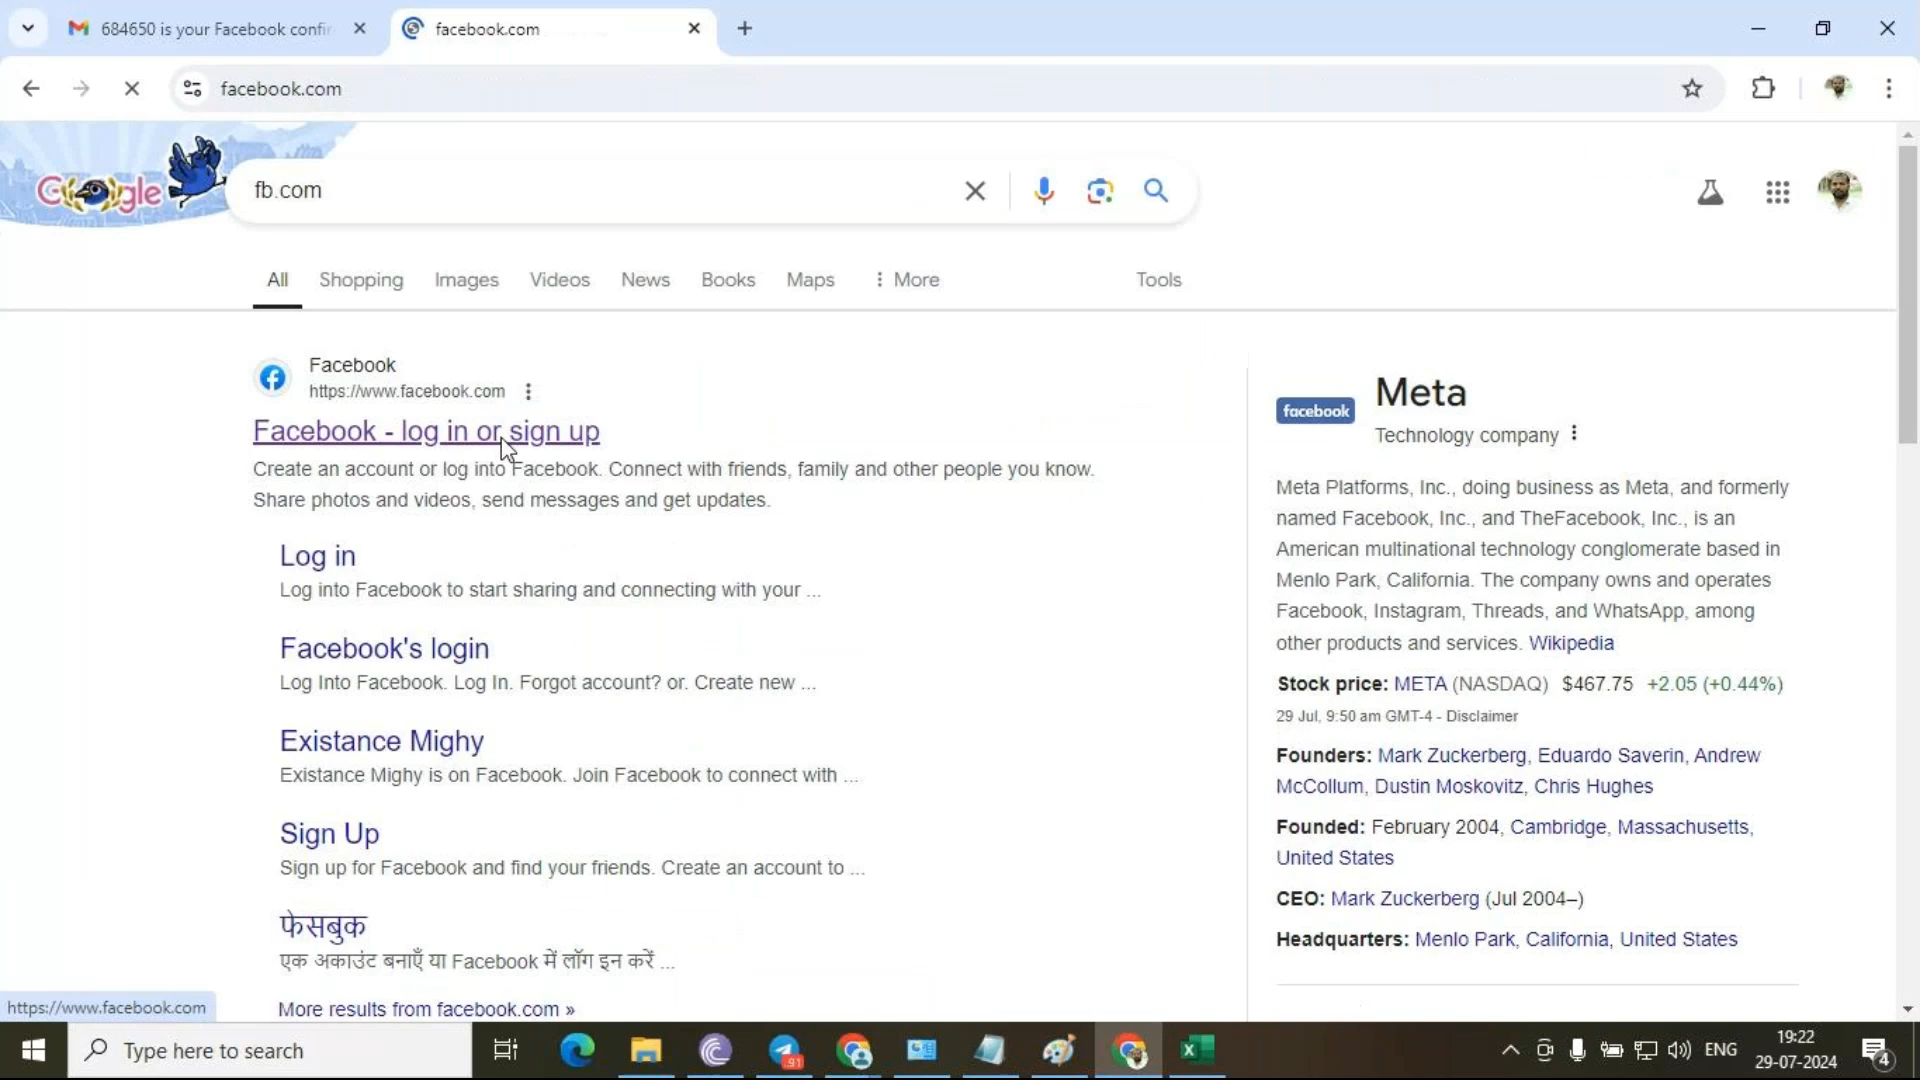 684650 is your Facebook confir
facebook.com
facebook.com
Google
fb.com
All Shopping Images Videos News Books Maps More Tools
Facebook
https://www.facebook.com
Facebook - log in or sign up
Create an account or log into Facebook. Connect with friends, family and other people you know.
Share photos and videos, send messages and get updates.
Log in
Log into Facebook to start sharing and connecting with your ...
Facebook's login
Log Into Facebook. Log In. Forgot account? or. Create new ...
Existance Mighy
Existance Mighy is on Facebook. Join Facebook to connect with ...
Sign Up
Sign up for Facebook and find your friends. Create an account to ...
फेसबुक
एक अकाउंट बनाएँ या Facebook में लॉग इन करें ...
More results from facebook.com »
facebook
Meta
Technology company
Meta Platforms, Inc., doing business as Meta, and formerly
named Facebook, Inc., and TheFacebook, Inc., is an
American multinational technology conglomerate based in
Menlo Park, California. The company owns and operates
Facebook, Instagram, Threads, and WhatsApp, among
other products and services. Wikipedia
Stock price: META (NASDAQ) $467.75 +2.05 (+0.44%)
29 Jul, 9:50 am GMT-4 - Disclaimer
Founders: Mark Zuckerberg, Eduardo Saverin, Andrew
McCollum, Dustin Moskovitz, Chris Hughes
Founded: February 2004, Cambridge, Massachusetts,
United States
CEO: Mark Zuckerberg (Jul 2004–)
Headquarters: Menlo Park, California, United States
https://www.facebook.com
Type here to search
91
ENG
19:22
29-07-2024
4